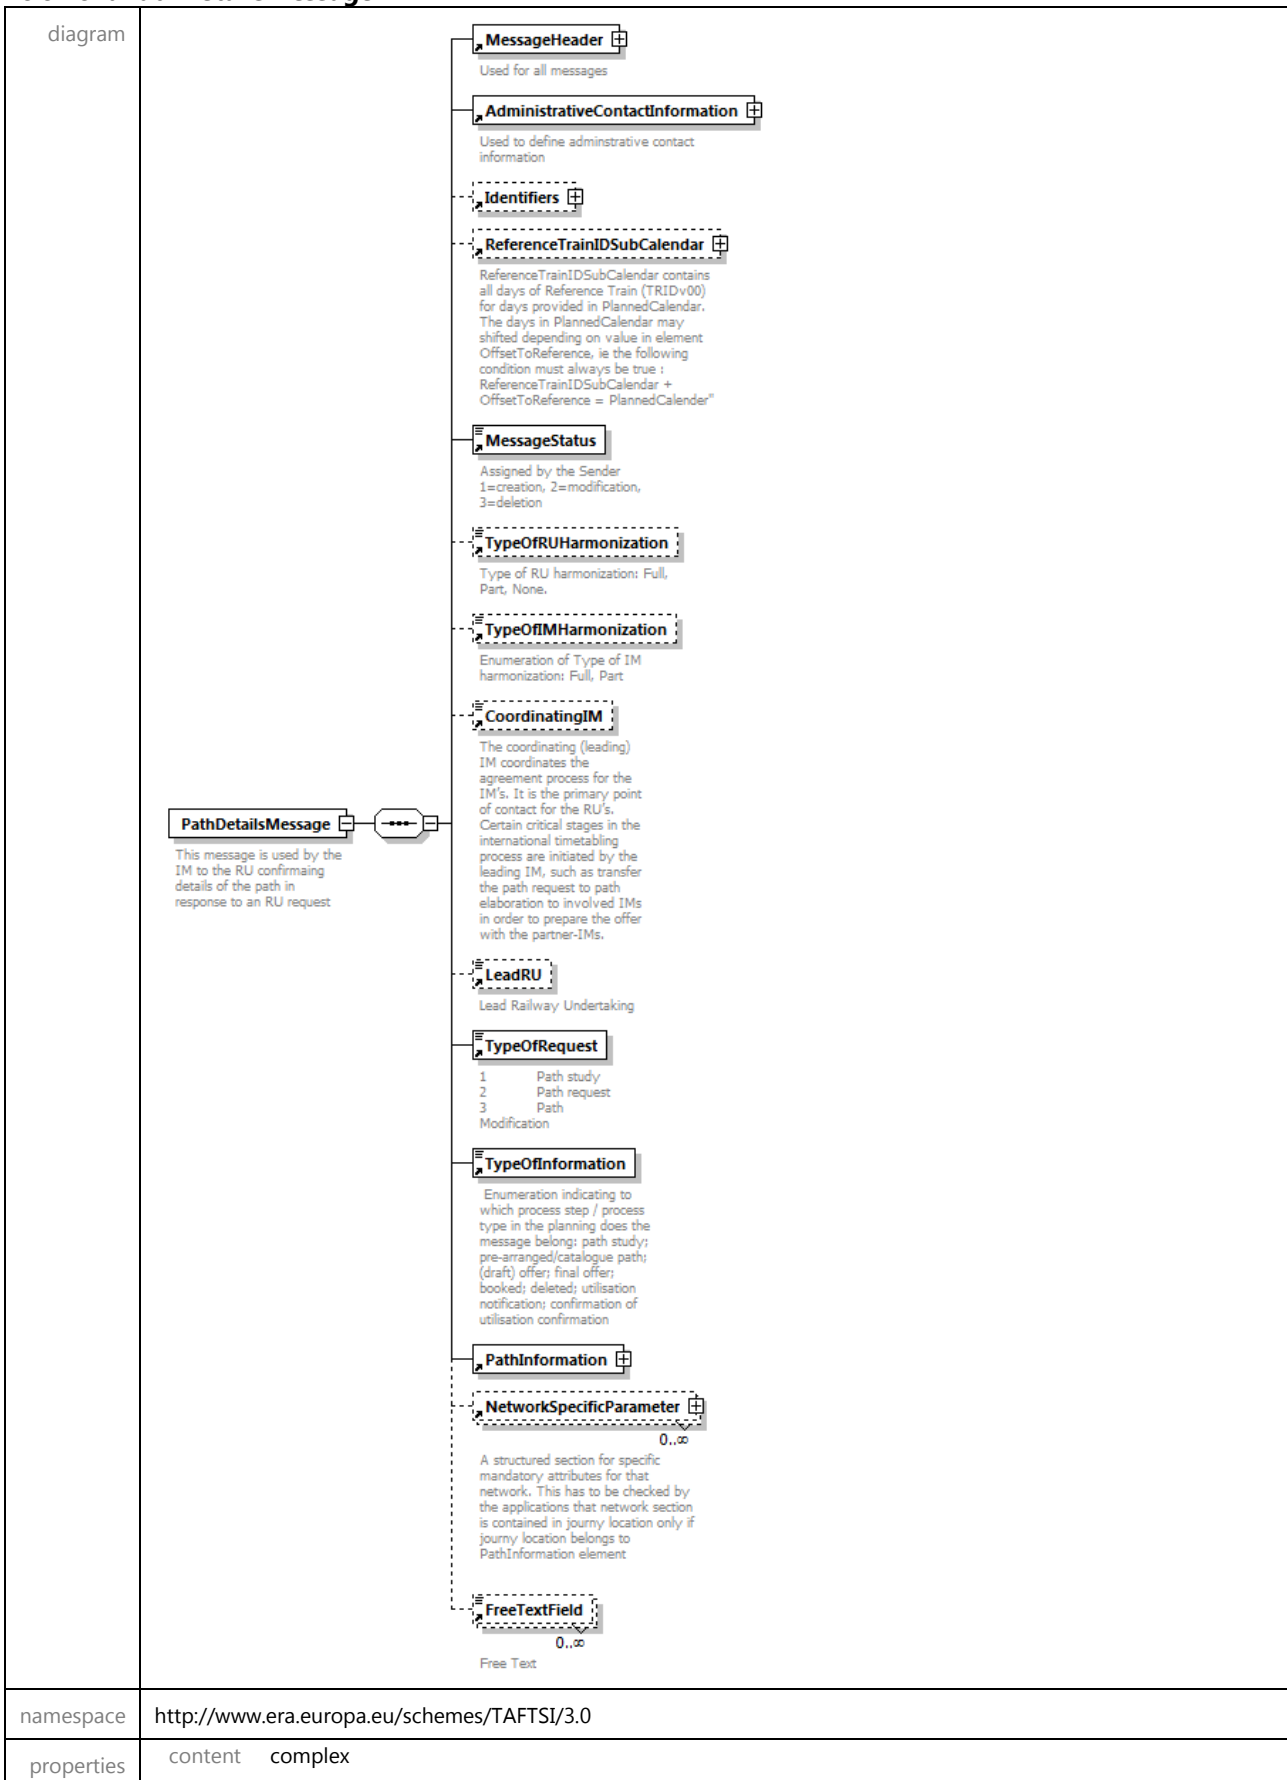 diagram
MessageHeader
Used for all messages
AdministrativeContactInformation
Used to define adminstrative contact
information
Identifiers
ReferenceTrainIDSubCalendar
ReferenceTrainIDSubCalendar contains
all days of Reference Train (TRIDv00)
for days provided in PlannedCalendar.
The days in PlannedCalendar may
shifted depending on value in element
OffsetToReference, ie the following
condition must always be true :
ReferenceTrainIDSubCalendar +
OffsetToReference = PlannedCalender"
MessageStatus
Assigned by the Sender
1=creation, 2=modification,
3=deletion
TypeOfRUHarmonization
Type of RU harmonization: Full,
Part, None.
TypeOfIMHarmonization
Enumeration of Type of IM
harmonization: Full, Part
CoordinatingIM
The coordinating (leading)
IM coordinates the
agreement process for the
IM's. It is the primary point
of contact for the RU's.
Certain critical stages in the
international timetabling
process are initiated by the
leading IM, such as transfer
the path request to path
elaboration to involved IMs
in order to prepare the offer
with the partner-IMs.
PathDetailsMessage
This message is used by the
IM to the RU confirmaing
details of the path in
response to an RU request
LeadRU
Lead Railway Undertaking
TypeOfRequest
1 Path study
2 Path request
3 Path
Modification
TypeOfInformation
Enumeration indicating to
which process step / process
type in the planning does the
message belong: path study;
pre-arranged/catalogue path;
(draft) offer; final offer;
booked; deleted; utilisation
notification; confirmation of
utilisation confirmation
PathInformation
NetworkSpecificParameter
0..∞
A structured section for specific
mandatory attributes for that
network. This has to be checked by
the applications that network section
is contained in journy location only if
journy location belongs to
PathInformation element
FreeTextField
0..∞
Free Text
namespace http://www.era.europa.eu/schemes/TAFTSI/3.0
properties content complex